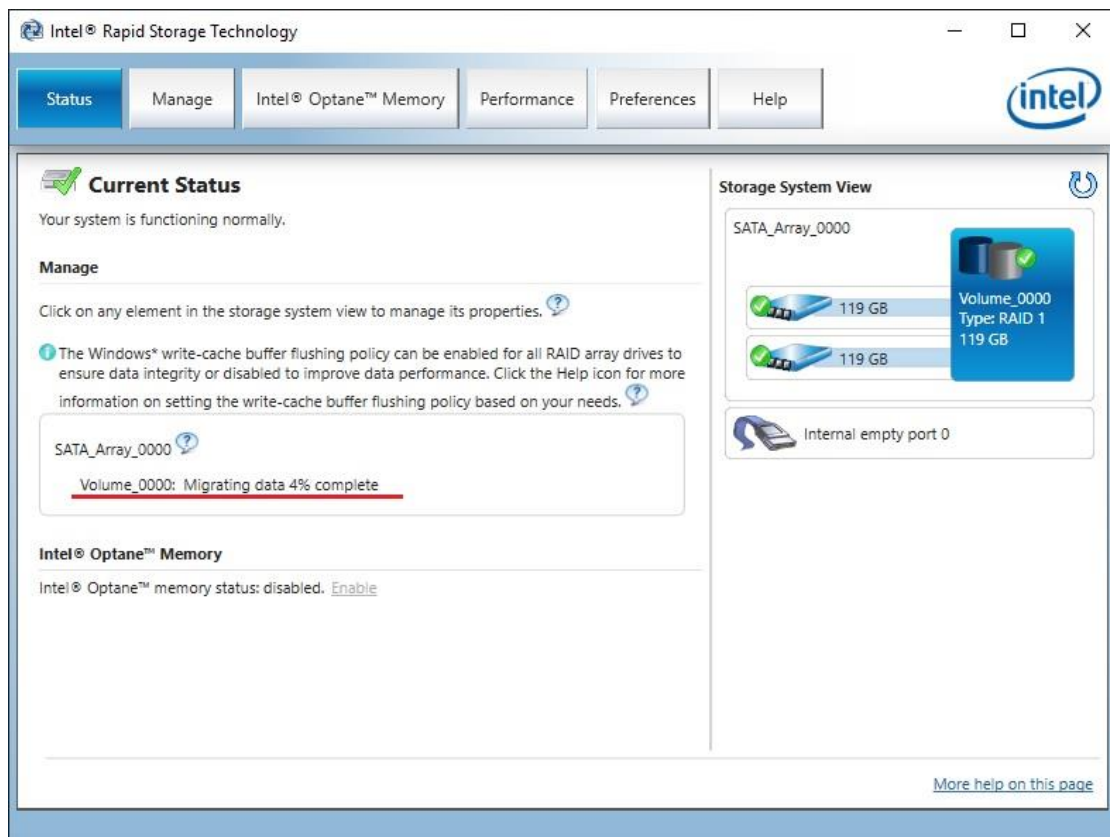 Intel® Rapid Storage Technology
Status
Manage
Intel® Optane™ Memory
Performance
Preferences
Help
intel
Current Status
Your system is functioning normally.
Manage
Click on any element in the storage system view to manage its properties.
The Windows* write-cache buffer flushing policy can be enabled for all RAID array drives to
ensure data integrity or disabled to improve data performance. Click the Help icon for more
information on setting the write-cache buffer flushing policy based on your needs.
SATA_Array_0000
Volume_0000: Migrating data 4% complete
Intel® Optane™ Memory
Intel® Optane™ memory status: disabled. Enable
Storage System View
SATA_Array_0000
119 GB
119 GB
Volume_0000
Type: RAID 1
119 GB
Internal empty port 0
More help on this page